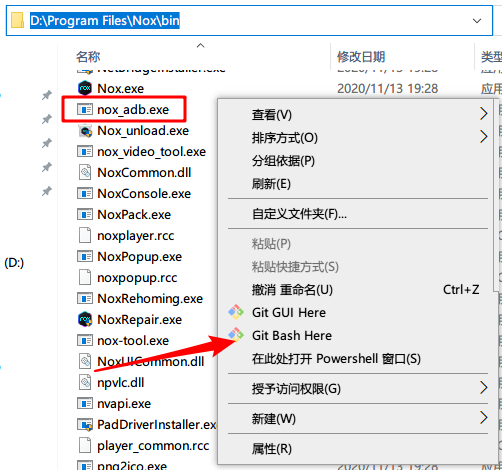 D:\Program Files\Nox\bin
名称
修改日期
类型
NetBridgeInstaller.exe
2020/11/13 19:28
应用
Nox.exe
2020/11/13 19:28
应用
nox_adb.exe
Nox_unload.exe
nox_video_tool.exe
NoxCommon.dll
NoxConsole.exe
NoxPack.exe
noxplayer.rcc
NoxPopup.exe
noxpopup.rcc
NoxRehoming.exe
NoxRepair.exe
nox-tool.exe
NoxUICommon.dll
npvlc.dll
nvapi.exe
PadDriverInstaller.exe
player_common.rcc
png2ico.exe
(D:)
查看(V)
排序方式(O)
分组依据(P)
刷新(E)
自定义文件夹(F)...
粘贴(P)
粘贴快捷方式(S)
撤消 重命名(U)
Ctrl+Z
Git GUI Here
Git Bash Here
在此处打开 Powershell 窗口(S)
授予访问权限(G)
新建(W)
属性(R)